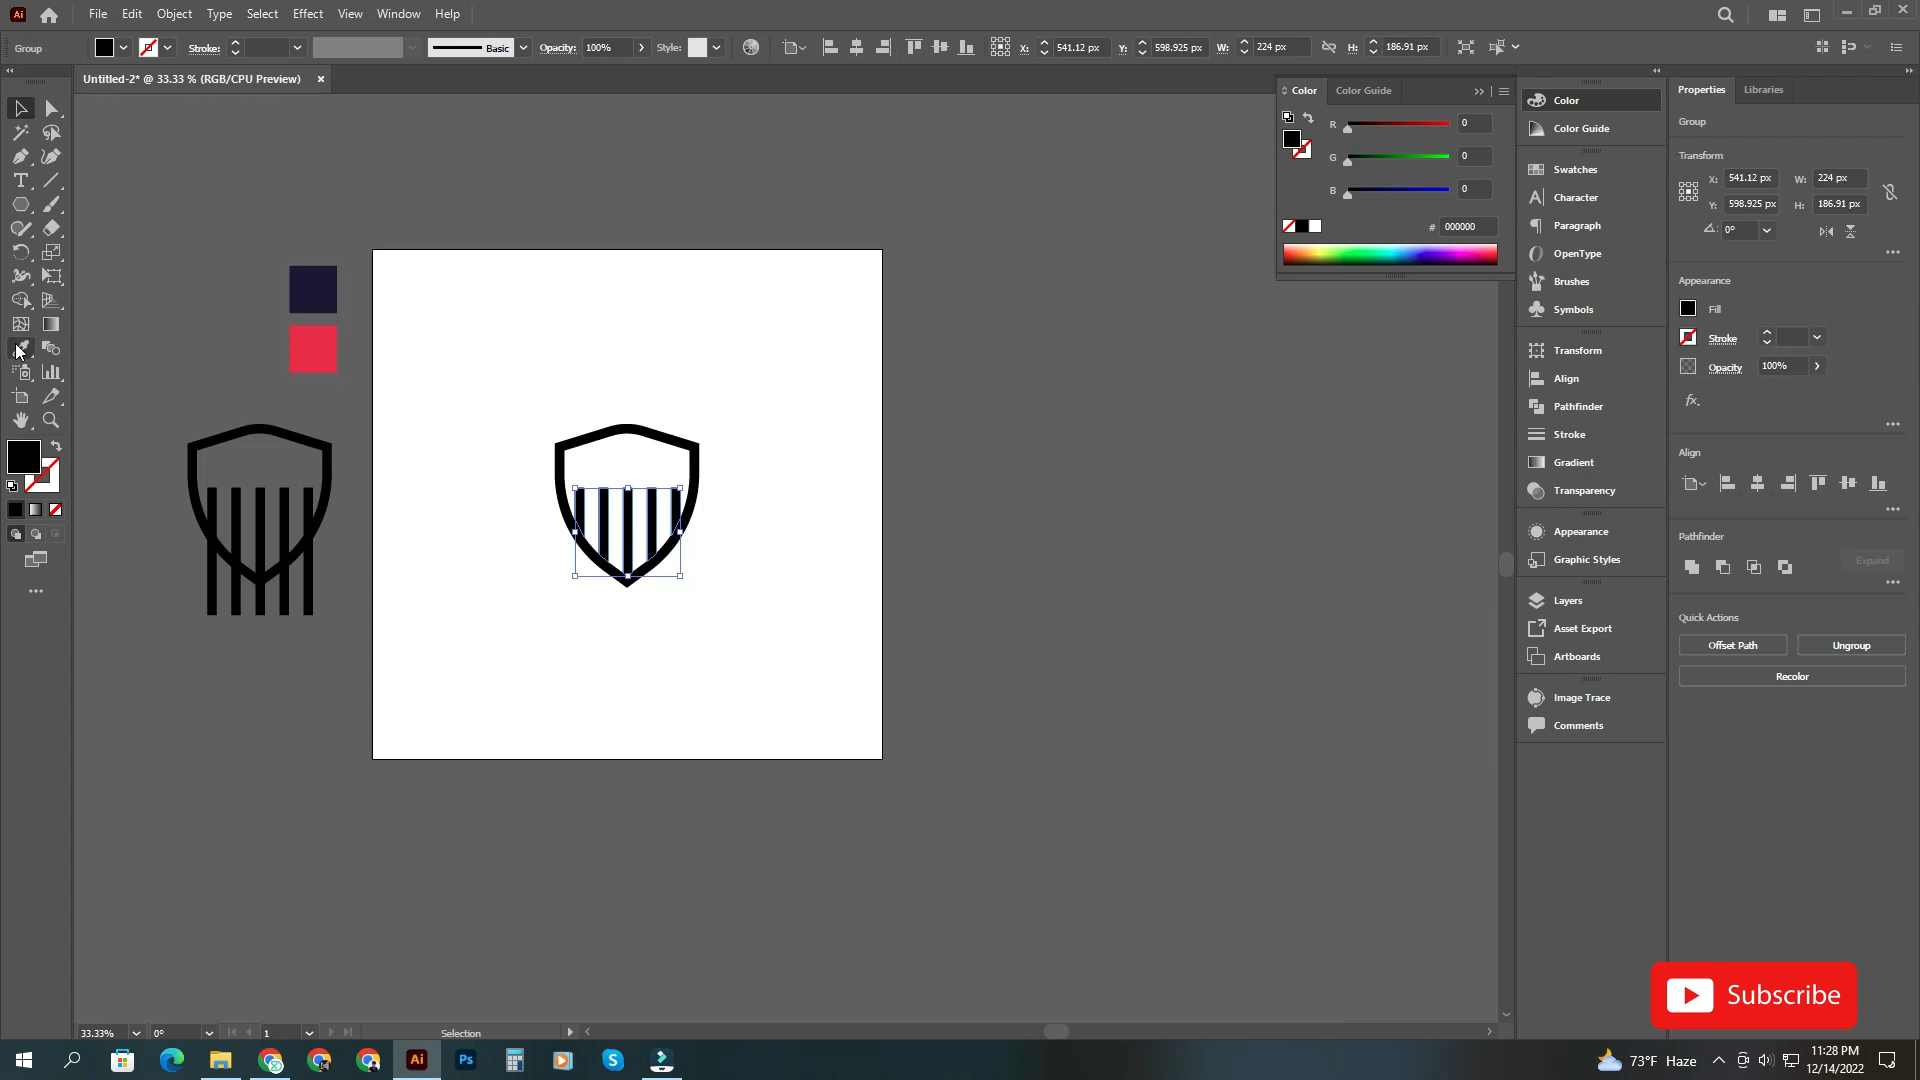 Ai File Edit Object Type Select Effect View Window Help
Group Stroke: Basic Opacity: 100% Style: X: 541.12 px Y: 598.925 px W: 224 px H: 186.91 px
Untitled-2* @ 33.33 % (RGB/CPU Preview) ×
Color Color Guide
R 0
G 0
B 0
# 000000
Color
Color Guide
Swatches
Character
Paragraph
OpenType
Brushes
Symbols
Transform
Align
Pathfinder
Stroke
Gradient
Transparency
Appearance
Graphic Styles
Layers
Asset Export
Artboards
Image Trace
Comments
Properties Libraries
Group
Transform
X: 541.12 px W: 224 px
Y: 598.925 px H: 186.91 px
0°
Appearance
Fill
Stroke
Opacity 100%
fx.
Align
Pathfinder
Expand
Quick Actions
Offset Path Ungroup
Recolor
Subscribe
33.33% 0° 1 Selection
Ai Ps 73°F Haze 11:28 PM
12/14/2022